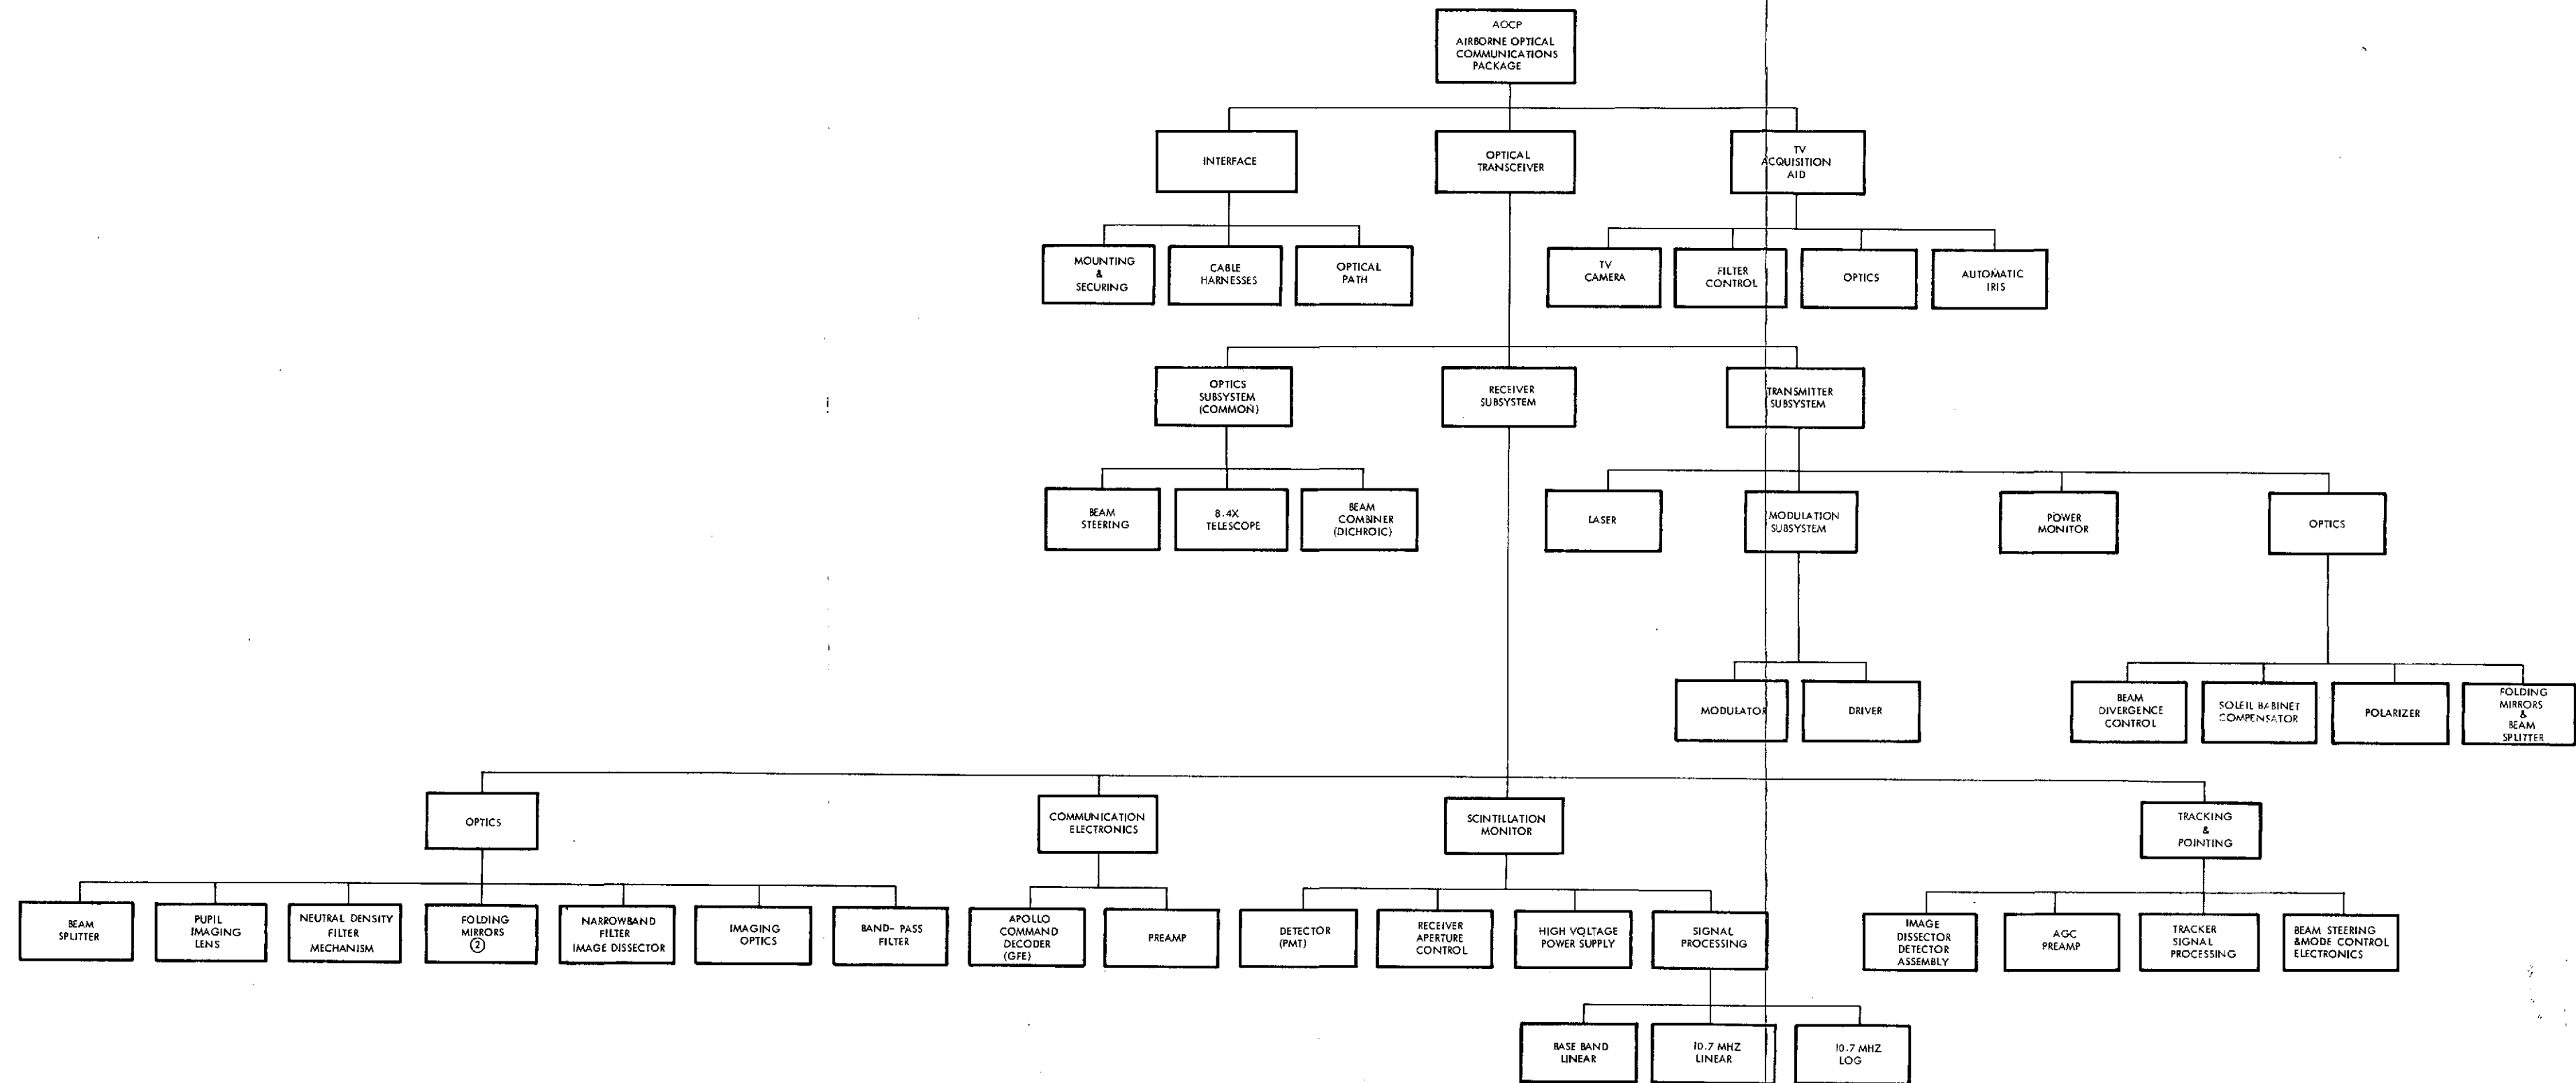 AOCP
AIRBORNE OPTICAL
COMMUNICATIONS
PACKAGE
INTERFACE
OPTICAL
TRANSCEIVER
TV
ACQUISITION
AID
MOUNTING
&
SECURING
CABLE
HARNESSES
OPTICAL
PATH
TV
CAMERA
FILTER
CONTROL
OPTICS
AUTOMATIC
IRIS
OPTICS
SUBSYSTEM
(COMMON)
RECEIVER
SUBSYSTEM
TRANSMITTER
SUBSYSTEM
BEAM
STEERING
8.4X
TELESCOPE
BEAM
COMBINER
(DICHROIC)
LASER
MODULATION
SUBSYSTEM
POWER
MONITOR
OPTICS
MODULATOR
DRIVER
BEAM
DIVERGENCE
CONTROL
SOLEIL BABINET
COMPENSATOR
POLARIZER
FOLDING
MIRRORS
&
BEAM
SPLITTER
OPTICS
COMMUNICATION
ELECTRONICS
SCINTILLATION
MONITOR
TRACKING
&
POINTING
BEAM
SPLITTER
PUPIL
IMAGING
LENS
NEUTRAL DENSITY
FILTER
MECHANISM
FOLDING
MIRRORS
2
NARROWBAND
FILTER
IMAGE DISSECTOR
IMAGING
OPTICS
BAND- PASS
FILTER
APOLLO
COMMAND
DECODER
(GFE)
PREAMP
DETECTOR
(PMT)
RECEIVER
APERTURE
CONTROL
HIGH VOLTAGE
POWER SUPPLY
SIGNAL
PROCESSING
IMAGE
DISSECTOR
DETECTOR
ASSEMBLY
AGC
PREAMP
TRACKER
SIGNAL
PROCESSING
BEAM STEERING
&MODE CONTROL
ELECTRONICS
BASE BAND
LINEAR
10.7 MHZ
LINEAR
10.7 MHZ
LOG